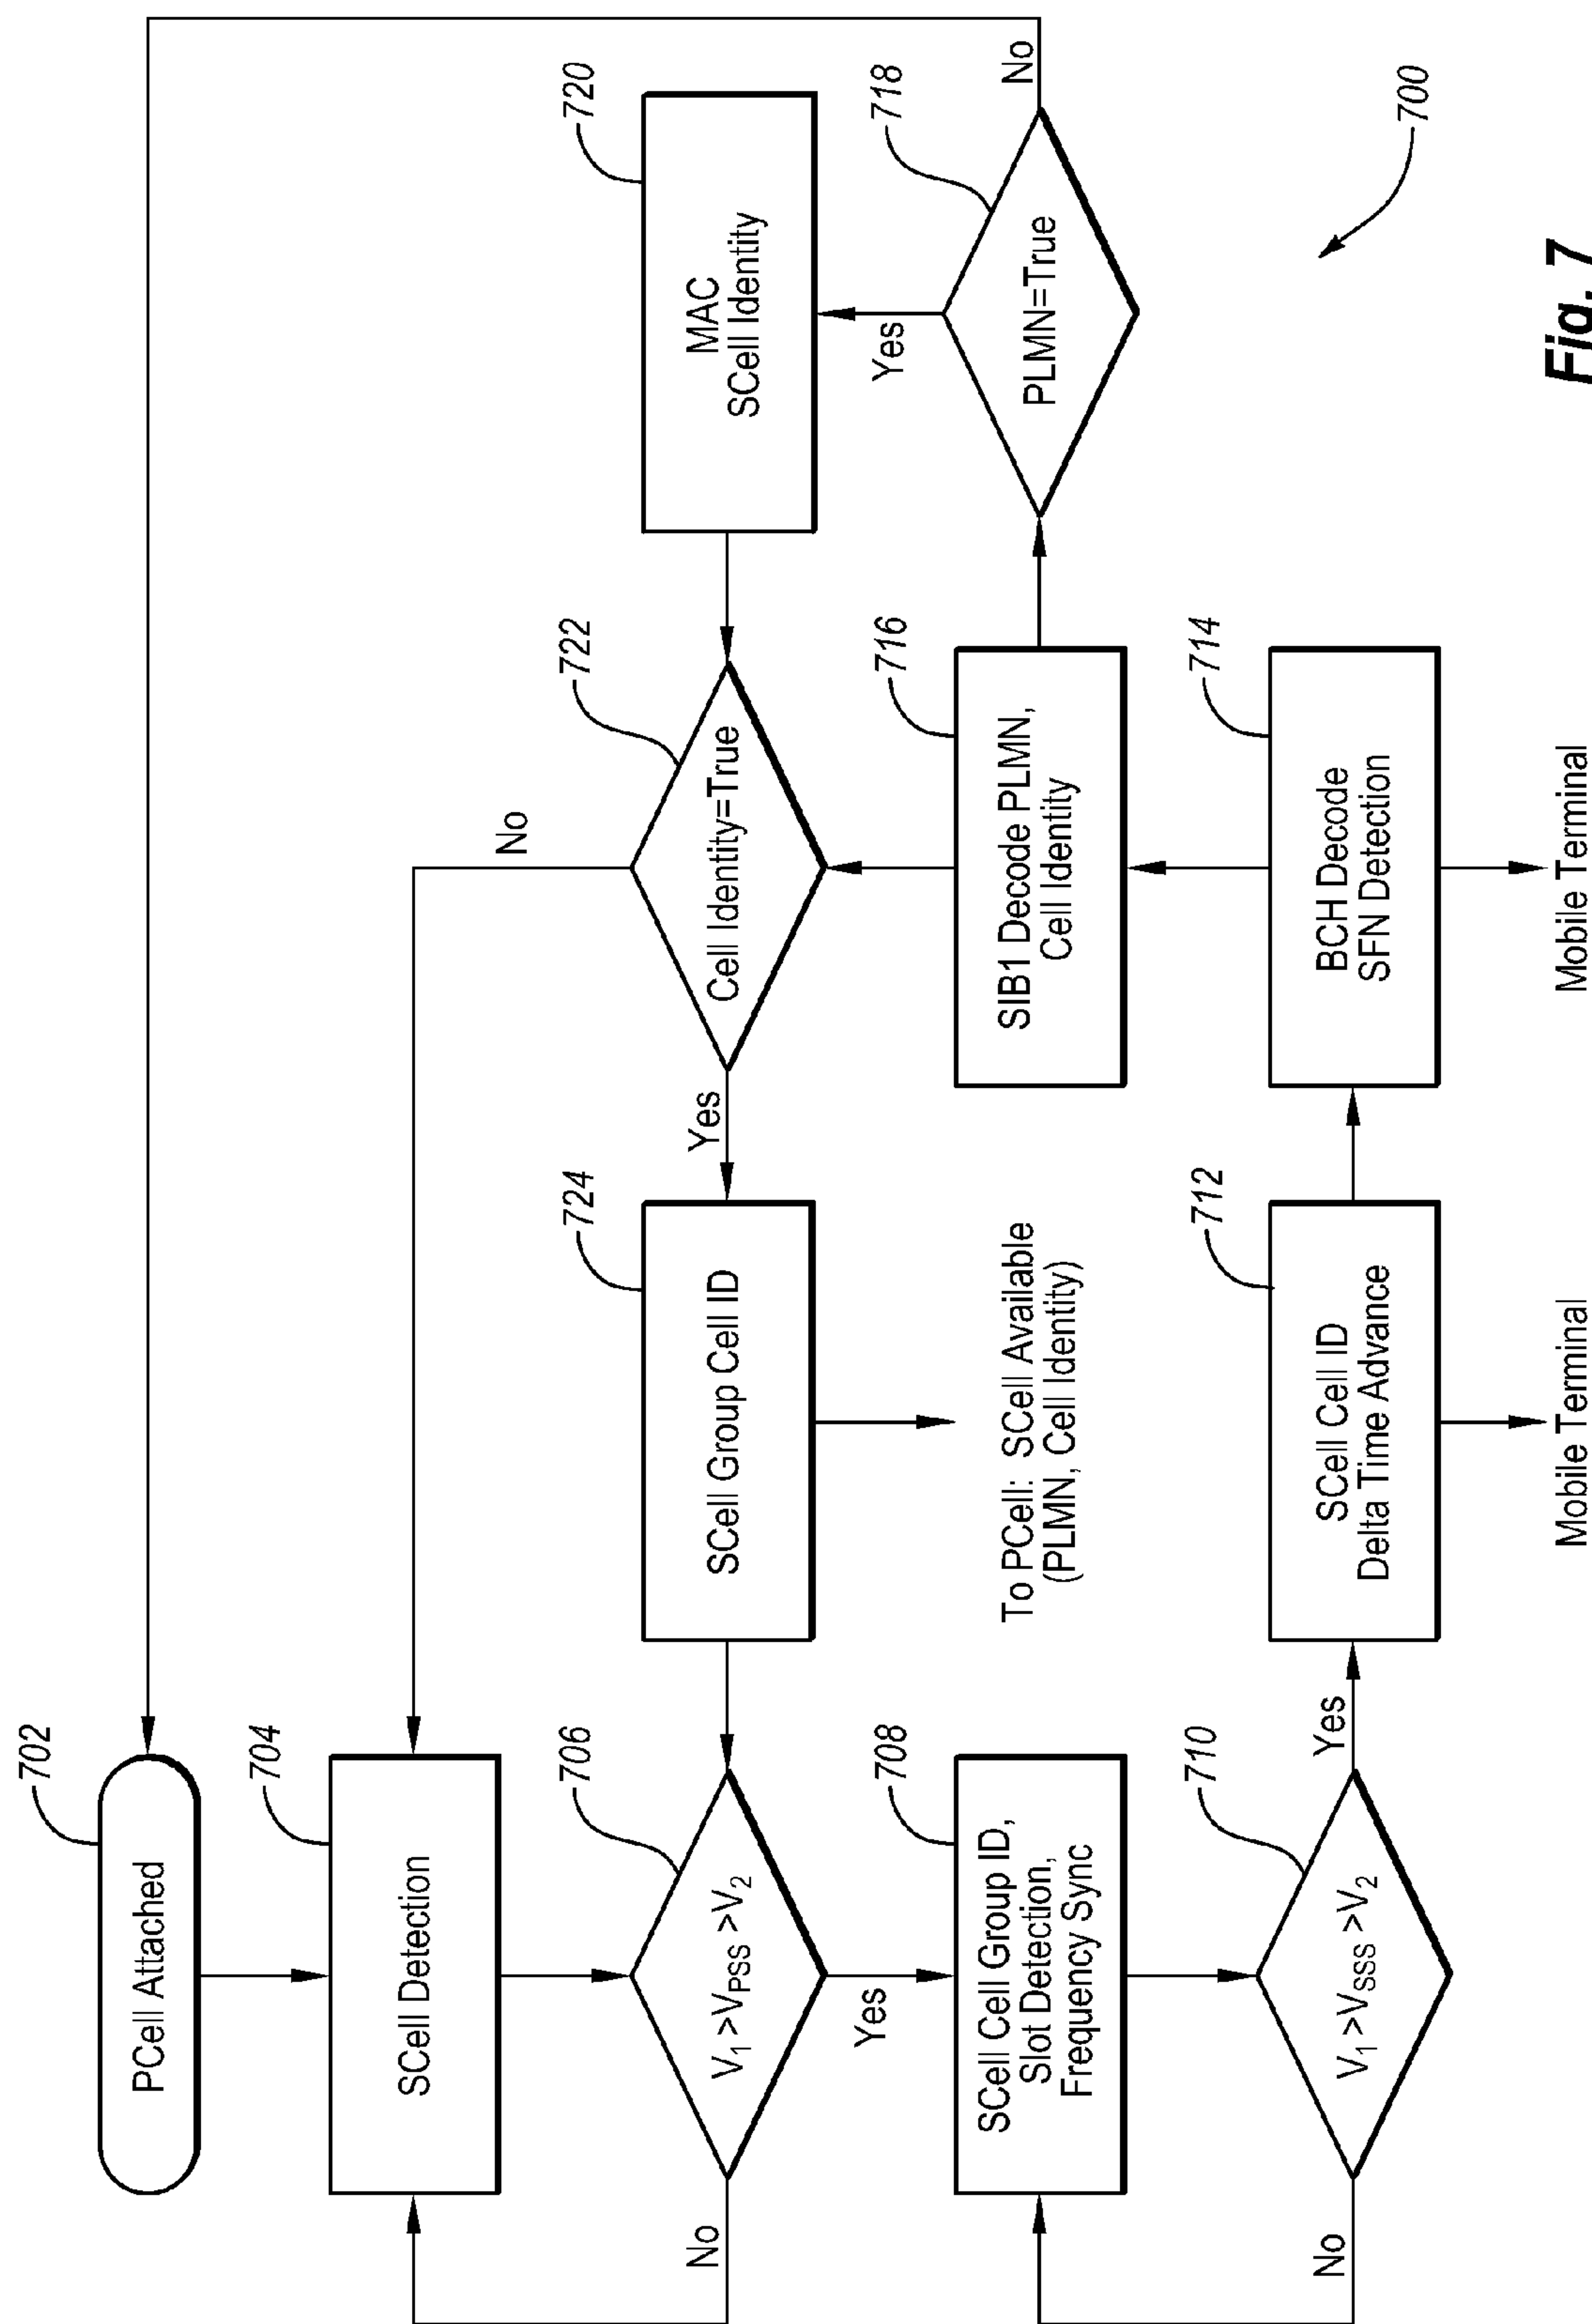 702
PCell Attached
704
SCell Detection
706
V1 >VPSS >V2
No
Yes
708
SCell Cell Group ID,
Slot Detection,
Frequency Sync
710
V1 >VSSS >V2
No
Yes
712
SCell Cell ID
Delta Time Advance
Mobile Terminal
714
BCH Decode
SFN Detection
Mobile Terminal
716
SIB1 Decode PLMN,
Cell Identity
718
PLMN=True
Yes
No
720
MAC
SCell Identity
722
Cell Identity=True
No
Yes
724
SCell Group Cell ID
To PCell: SCell Available
(PLMN, Cell Identity)
700
Fig. 7